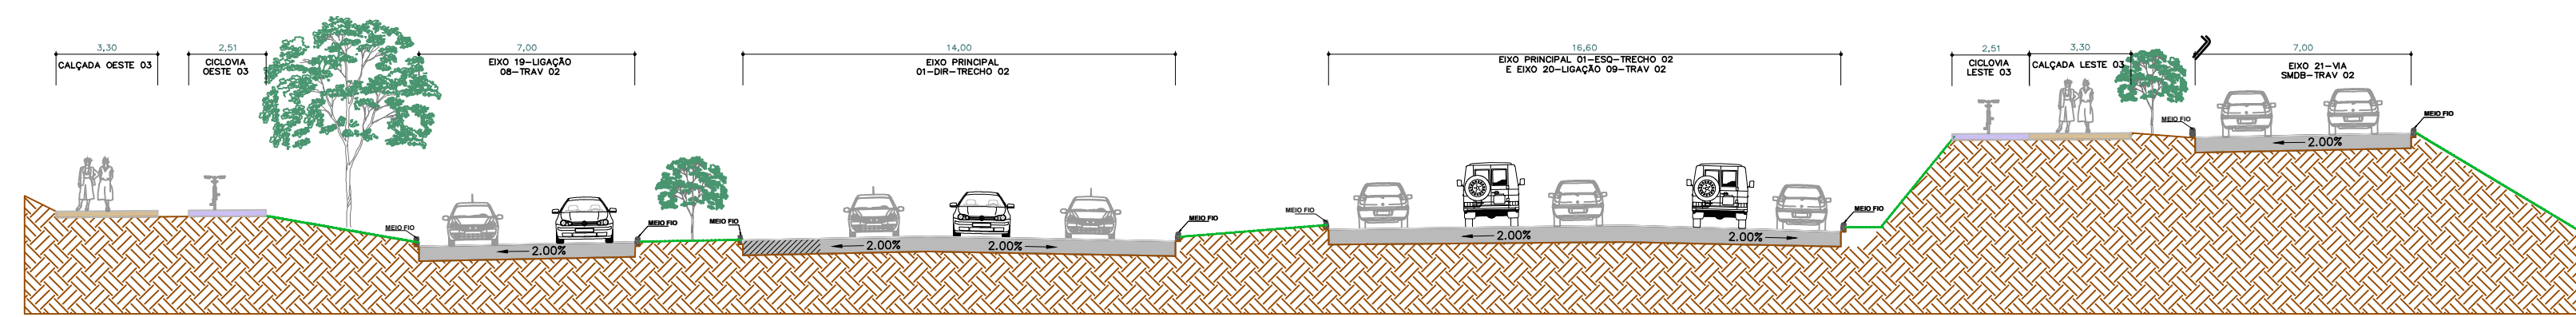 3,30
CALÇADA OESTE 03
2,51
CICLOVIA
OESTE 03
7,00
EIXO 19-LIGAÇÃO
08-TRAV 02
14,00
EIXO PRINCIPAL
01-DIR-TRECHO 02
16,60
EIXO PRINCIPAL 01-ESQ-TRECHO 02
E EIXO 20-LIGAÇÃO 09-TRAV 02
2,51
CICLOVIA
LESTE 03
3,30
CALÇADA LESTE 03
7,00
EIXO 21-VIA
SMDB-TRAV 02
MEIO FIO
2.00%
MEIO FIO
MEIO FIO
2.00%
2.00%
MEIO FIO
MEIO FIO
2.00%
2.00%
MEIO FIO
MEIO FIO
2.00%
MEIO FIO